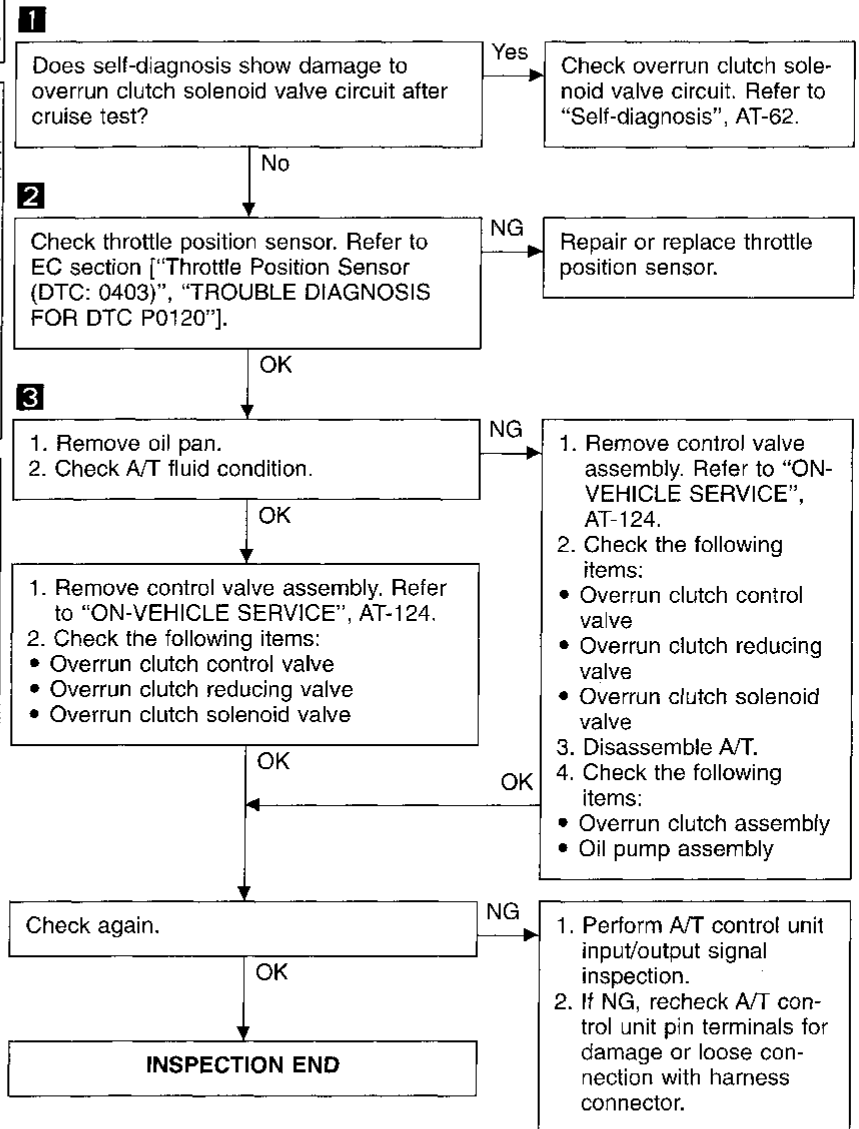 1
Does self-diagnosis show damage to
overrun clutch solenoid valve circuit after
cruise test?
Yes
Check overrun clutch sole-
noid valve circuit. Refer to
“Self-diagnosis”, AT-62.
No
2
Check throttle position sensor. Refer to
EC section [“Throttle Position Sensor
(DTC: 0403)”, “TROUBLE DIAGNOSIS
FOR DTC P0120”].
NG
Repair or replace throttle
position sensor.
OK
3
1. Remove oil pan.
2. Check A/T fluid condition.
NG
1. Remove control valve
assembly. Refer to “ON-
VEHICLE SERVICE”,
AT-124.
2. Check the following
items:
• Overrun clutch control
valve
• Overrun clutch reducing
valve
• Overrun clutch solenoid
valve
3. Disassemble A/T.
4. Check the following
items:
• Overrun clutch assembly
• Oil pump assembly
OK
1. Remove control valve assembly. Refer
to “ON-VEHICLE SERVICE”, AT-124.
2. Check the following items:
• Overrun clutch control valve
• Overrun clutch reducing valve
• Overrun clutch solenoid valve
OK
OK
Check again.
NG
1. Perform A/T control unit
input/output signal
inspection.
2. If NG, recheck A/T con-
trol unit pin terminals for
damage or loose con-
nection with harness
connector.
OK
INSPECTION END